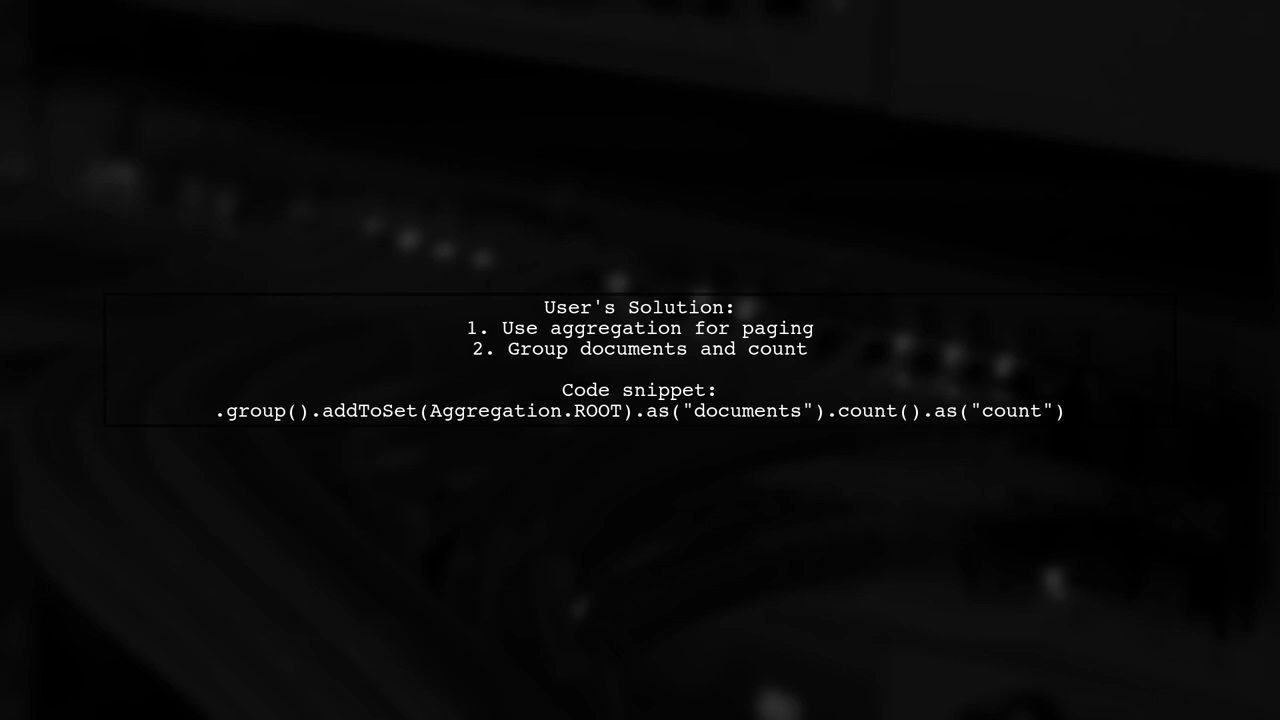 User's Solution:
1. Use aggregation for paging
2. Group documents and count
Code snippet:
.group().addToSet(Aggregation.ROOT).as("documents").count().as("count")